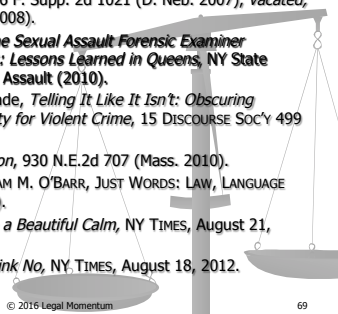 6 F. Supp. 2d 1021 (D. Neb. 2007), vacated,
008).
e Sexual Assault Forensic Examiner
: Lessons Learned in Queens, NY State
Assault (2010).
de, Telling It Like It Isn't: Obscuring
ty for Violent Crime, 15 DISCOURSE SOC'Y 499
on, 930 N.E.2d 707 (Mass. 2010).
AM M. O'BARR, JUST WORDS: LAW, LANGUAGE
).
a Beautiful Calm, NY TIMES, August 21,
ink No, NY TIMES, August 18, 2012.
© 2016 Legal Momentum 69